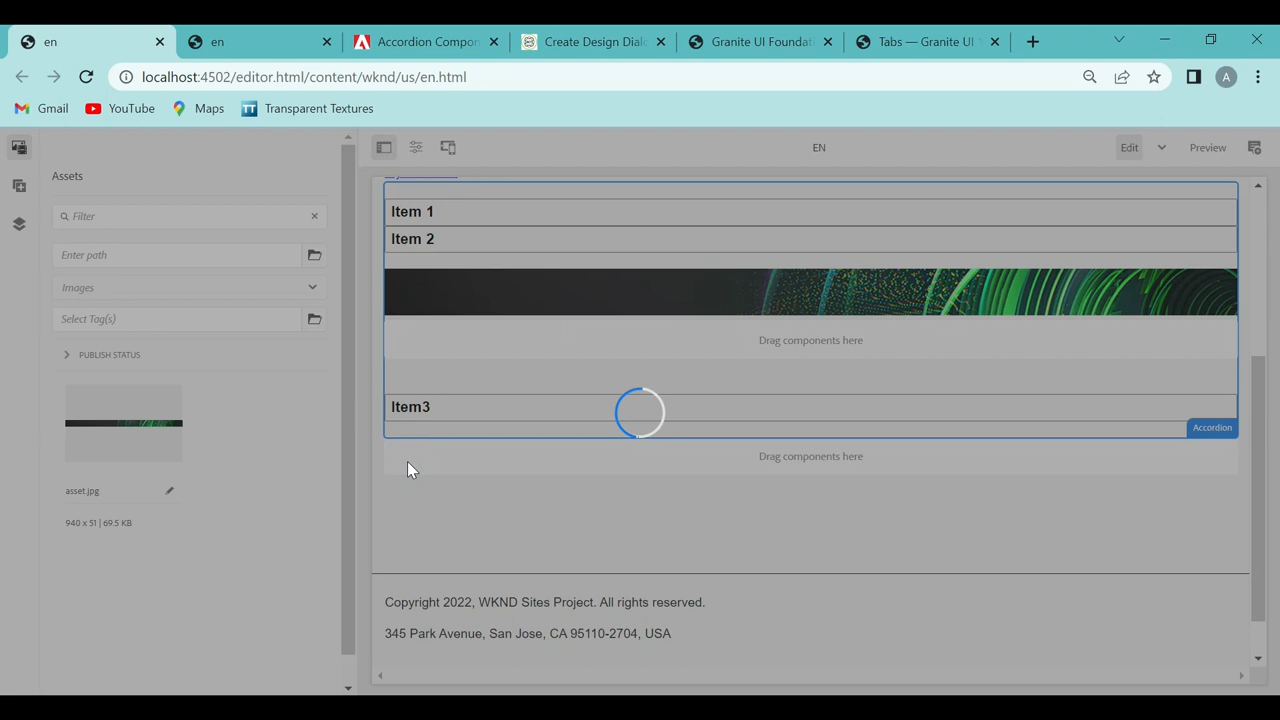 en
en
Accordion Compon
Create Design Dialo
Granite UI Foundati
Tabs — Granite UI
localhost:4502/editor.html/content/wknd/us/en.html
A
Gmail
YouTube
Maps
TT
Transparent Textures
Assets
Filter
Enter path
Images
Select Tag(s)
PUBLISH STATUS
asset.jpg
940 x 51 | 69.5 KB
EN
Edit
Preview
Item 1
Item 2
Drag components here
Item3
Accordion
Drag components here
Copyright 2022, WKND Sites Project. All rights reserved.
345 Park Avenue, San Jose, CA 95110-2704, USA